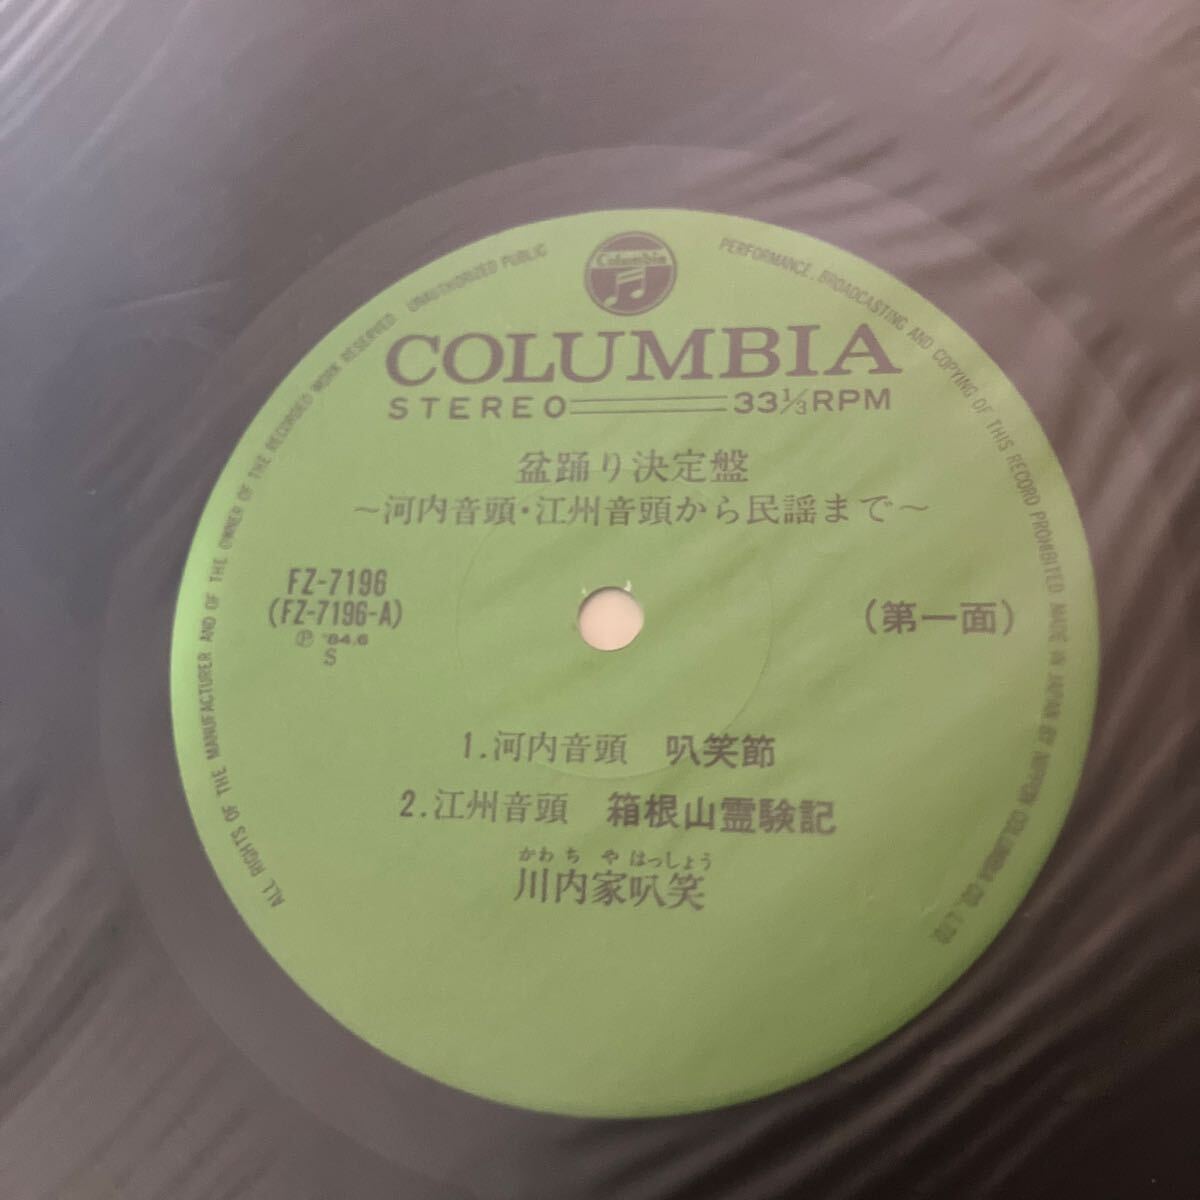 Columbia
COLUMBIA
STEREO 33⅓RPM
盆踊り決定盤
～河内音頭・江州音頭から民謡まで～
FZ-7196
(FZ-7196-A)
Ⓟ '84.6
S
(第一面)
1.河内音頭 叭笑節
2.江州音頭 箱根山霊験記
かわちやはっしょう
川内家叭笑
ALL RIGHTS OF THE MANUFACTURER AND OF THE OWNER OF THE RECORDED WORK RESERVED UNAUTHORIZED PUBLIC PERFORMANCE, BROADCASTING AND COPYING OF THIS RECORD PROHIBITED MADE IN JAPAN BY NIPPON COLUMBIA CO., LTD.